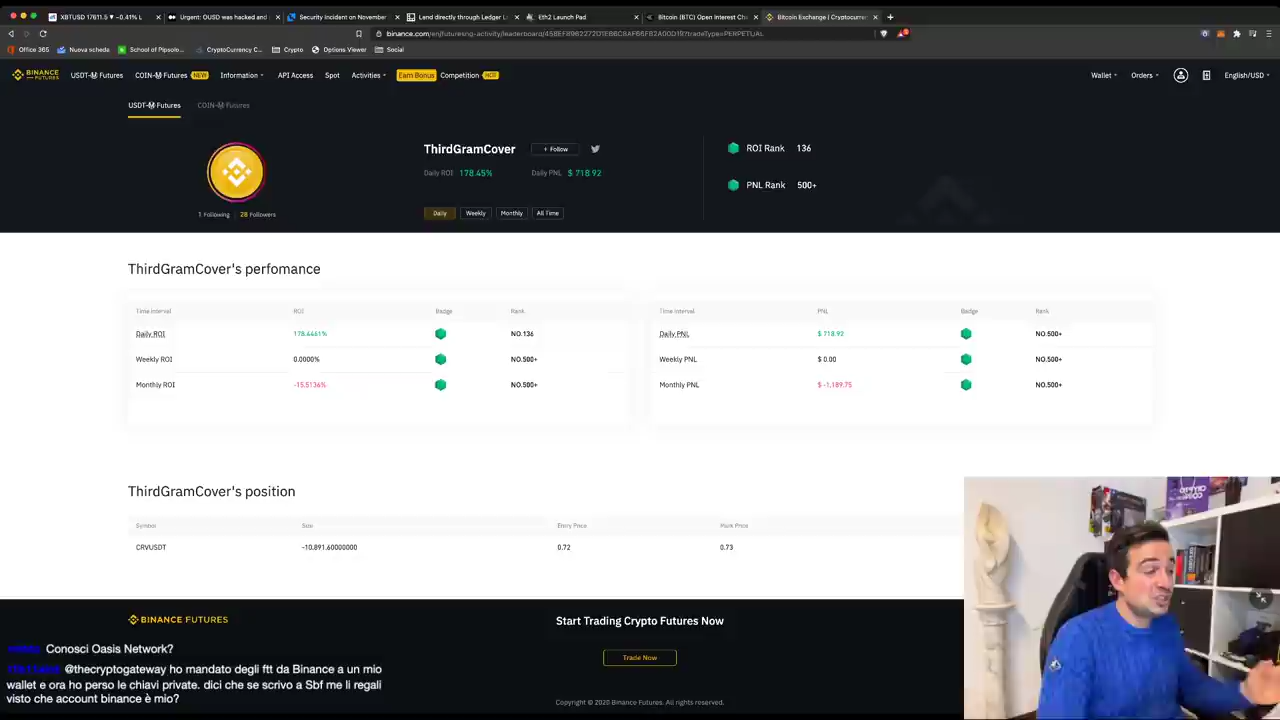 XBTUSD 17611.5 ▼ -0.41%
Urgent: OUSD was hacked and
Security incident on November
Lend directly through Ledger L
Eth2 Launch Pad
Bitcoin (BTC) Open Interest Cha
Bitcoin Exchange | Cryptocurr
Office 365
Nuova scheda
School of Pipsolo...
CryptoCurrency C...
Crypto
Options Viewer
Social
BINANCE FUTURES
USDT-M Futures
COIN-M Futures NEW
Information
API Access
Spot
Activities
Earn Bonus
Competition HOT
Wallet
Orders
English/USD
USDT-M Futures
COIN-M Futures
ThirdGramCover
+ Follow
Daily ROI 178.45%
Daily PNL $ 718.92
1 Following | 28 Followers
Daily
Weekly
Monthly
All Time
ROI Rank 136
PNL Rank 500+
ThirdGramCover's perfomance
Time interval ROI Badge Rank
Daily ROI 178.4461% NO.136
Weekly ROI 0.0000% NO.500+
Monthly ROI -15.5136% NO.500+
Time interval PNL Badge Rank
Daily PNL $ 718.92 NO.500+
Weekly PNL $ 0.00 NO.500+
Monthly PNL $ -1,189.75 NO.500+
ThirdGramCover's position
Symbol Size Entry Price Mark Price
CRVUSDT -10,891.60000000 0.72 0.73
BINANCE FUTURES
Start Trading Crypto Futures Now
Trade Now
Copyright © 2020 Binance Futures. All rights reserved.
Conosci Oasis Network?
@thecryptogateway ho mandato degli ftt da Binance a un mio
wallet e ora ho perso le chiavi private. dici che se scrivo a Sbf me li regali
visto che account binance è mio?